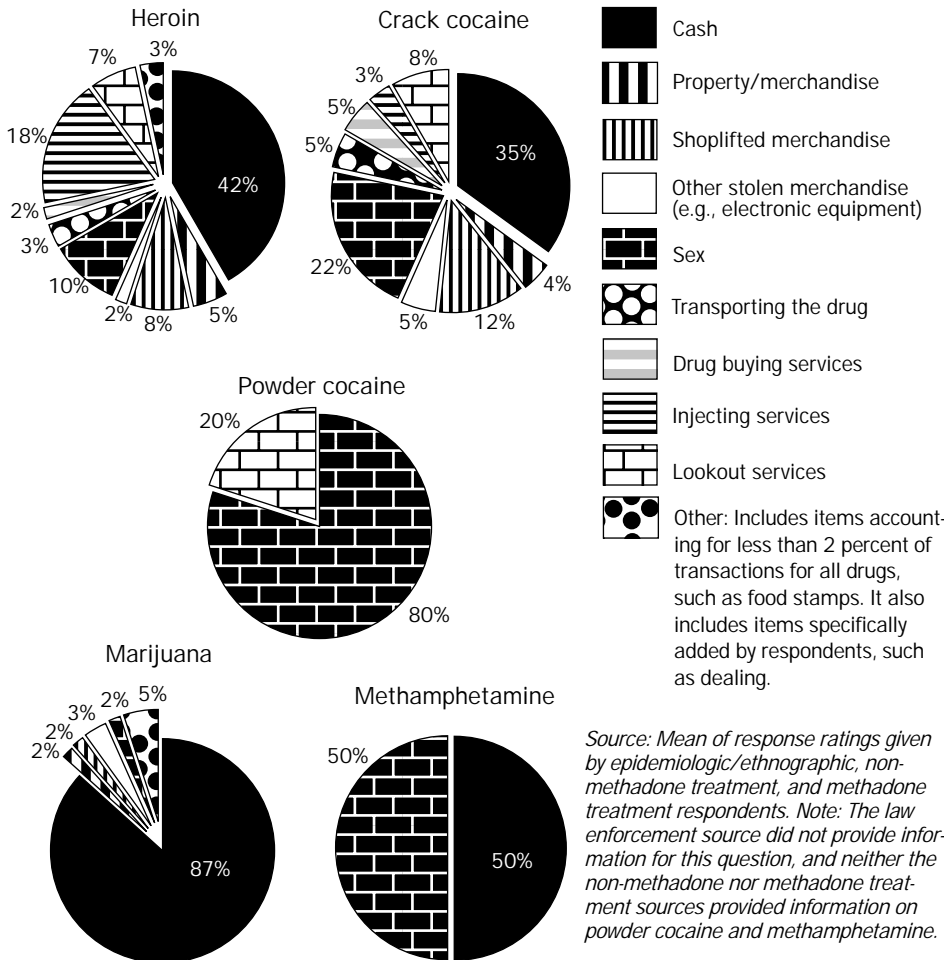 Heroin
3%
7%
18%
42%
2%
3%
10%
2%
8%
5%
Crack cocaine
8%
3%
5%
5%
35%
22%
5%
12%
4%
Cash
Property/merchandise
Shoplifted merchandise
Other stolen merchandise
(e.g., electronic equipment)
Sex
Transporting the drug
Drug buying services
Injecting services
Lookout services
Other: Includes items account-
ing for less than 2 percent of
transactions for all drugs,
such as food stamps. It also
includes items specifically
added by respondents, such
as dealing.
Powder cocaine
20%
80%
Marijuana
5%
2%
3%
2%
2%
87%
Methamphetamine
50%
50%
Source: Mean of response ratings given
by epidemiologic/ethnographic, non-
methadone treatment, and methadone
treatment respondents. Note: The law
enforcement source did not provide infor-
mation for this question, and neither the
non-methadone nor methadone treat-
ment sources provided information on
powder cocaine and methamphetamine.